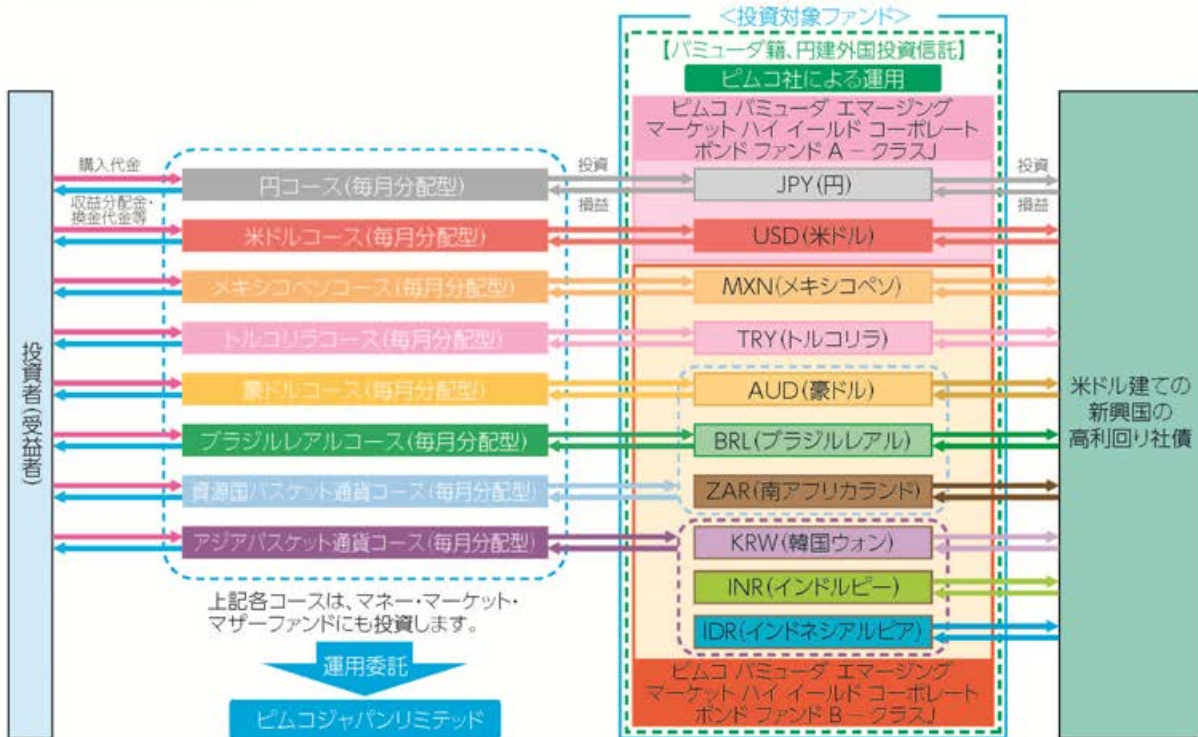 <投資対象ファンド>
【バミューダ籍、円建外国投資信託】
ピムコ社による運用
ピムコ バミューダ エマージング
マーケット ハイ イールド コーポレート
ボンド ファンド A － クラスJ
購入代金
収益分配金・
換金代金等
投資
損益
投資
損益
円コース(毎月分配型)
JPY(円)
米ドルコース(毎月分配型)
USD(米ドル)
メキシコペソコース(毎月分配型)
MXN(メキシコペソ)
トルコリラコース(毎月分配型)
TRY(トルコリラ)
豪ドルコース(毎月分配型)
AUD(豪ドル)
ブラジルレアルコース(毎月分配型)
BRL(ブラジルレアル)
資源国バスケット通貨コース(毎月分配型)
ZAR(南アフリカランド)
アジアバスケット通貨コース(毎月分配型)
KRW(韓国ウォン)
INR(インドルピー)
IDR(インドネシアルピア)
投資者(受益者)
米ドル建ての
新興国の
高利回り社債
上記各コースは、マネー・マーケット・
マザーファンドにも投資します。
運用委託
ピムコジャパンリミテッド
ピムコ バミューダ エマージング
マーケット ハイ イールド コーポレート
ボンド ファンド B － クラスJ